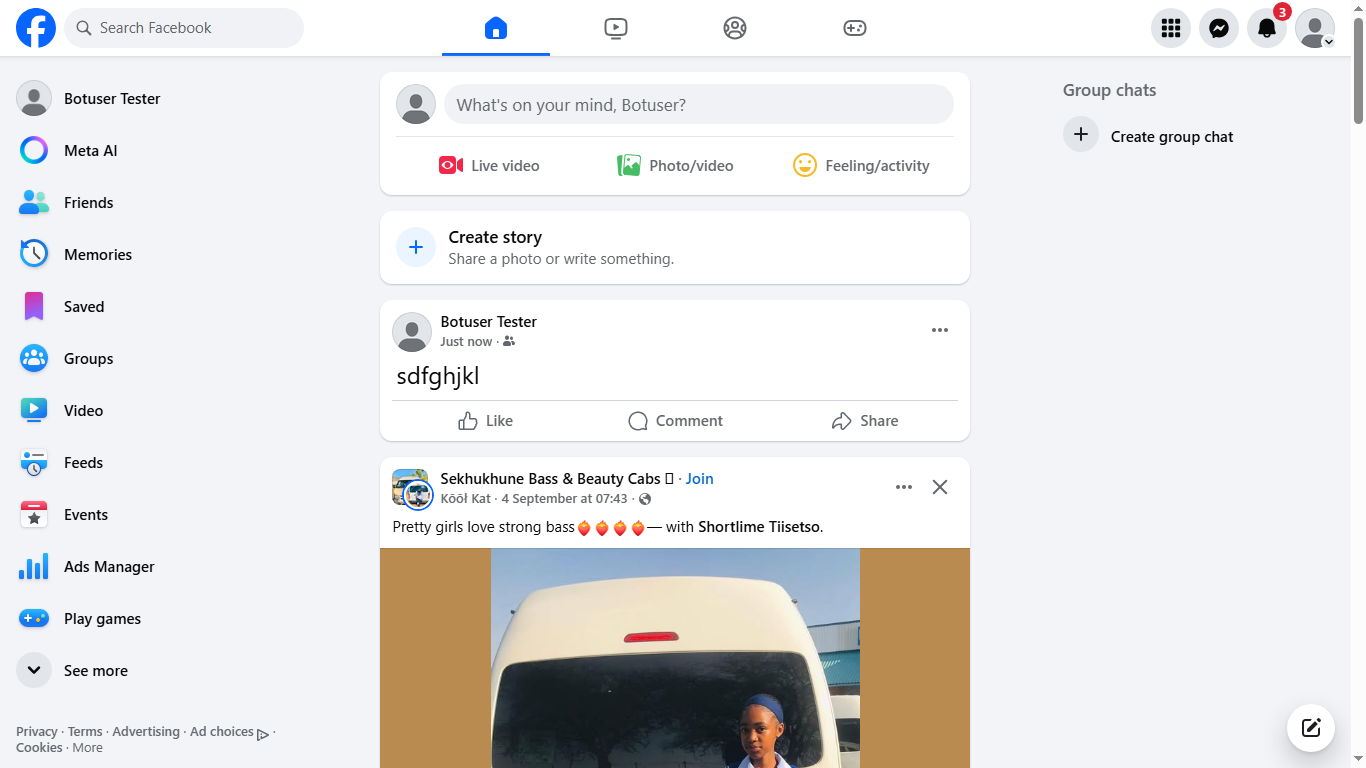 Search Facebook
3
Botuser Tester
Meta AI
Friends
Memories
Saved
Groups
Video
Feeds
Events
Ads Manager
Play games
See more
Privacy · Terms · Advertising · Ad choices ·
Cookies · More
What's on your mind, Botuser?
Live video
Photo/video
Feeling/activity
Create story
Share a photo or write something.
Botuser Tester
Just now ·
sdfghjkl
Like
Comment
Share
Sekhukhune Bass & Beauty Cabs · Join
Kõõł Kat · 4 September at 07:43 ·
Pretty girls love strong bass❤️‍🔥❤️‍🔥❤️‍🔥❤️‍🔥— with Shortlime Tiisetso.
Group chats
Create group chat